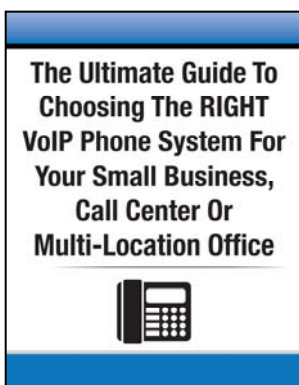 The Ultimate Guide To
Choosing The RIGHT
VoIP Phone System For
Your Small Business,
Call Center Or
Multi-Location Office